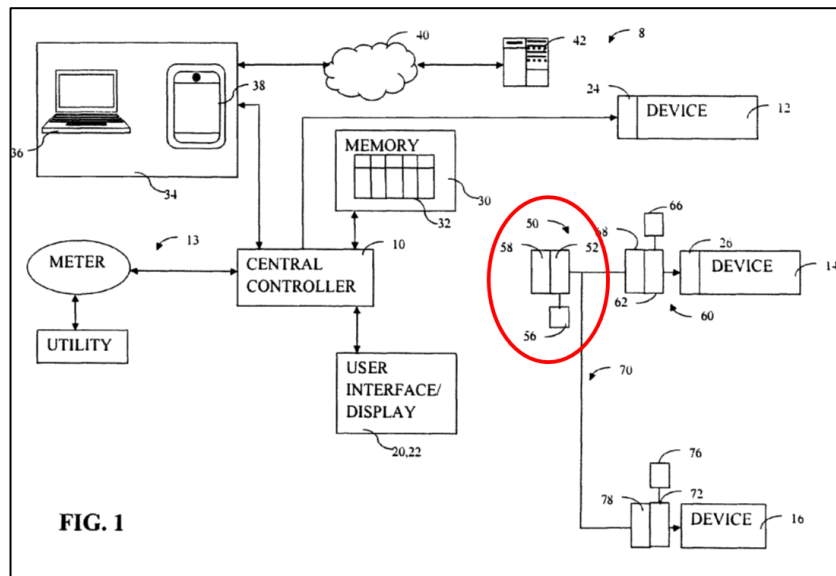 40
42
8
38
24
DEVICE
12
36
34
MEMORY
30
32
66
50
68
58
52
26
DEVICE
14
13
10
METER
CENTRAL
CONTROLLER
56
62
60
UTILITY
USER
INTERFACE/
DISPLAY
20,22
70
76
78
72
DEVICE
16
FIG. 1